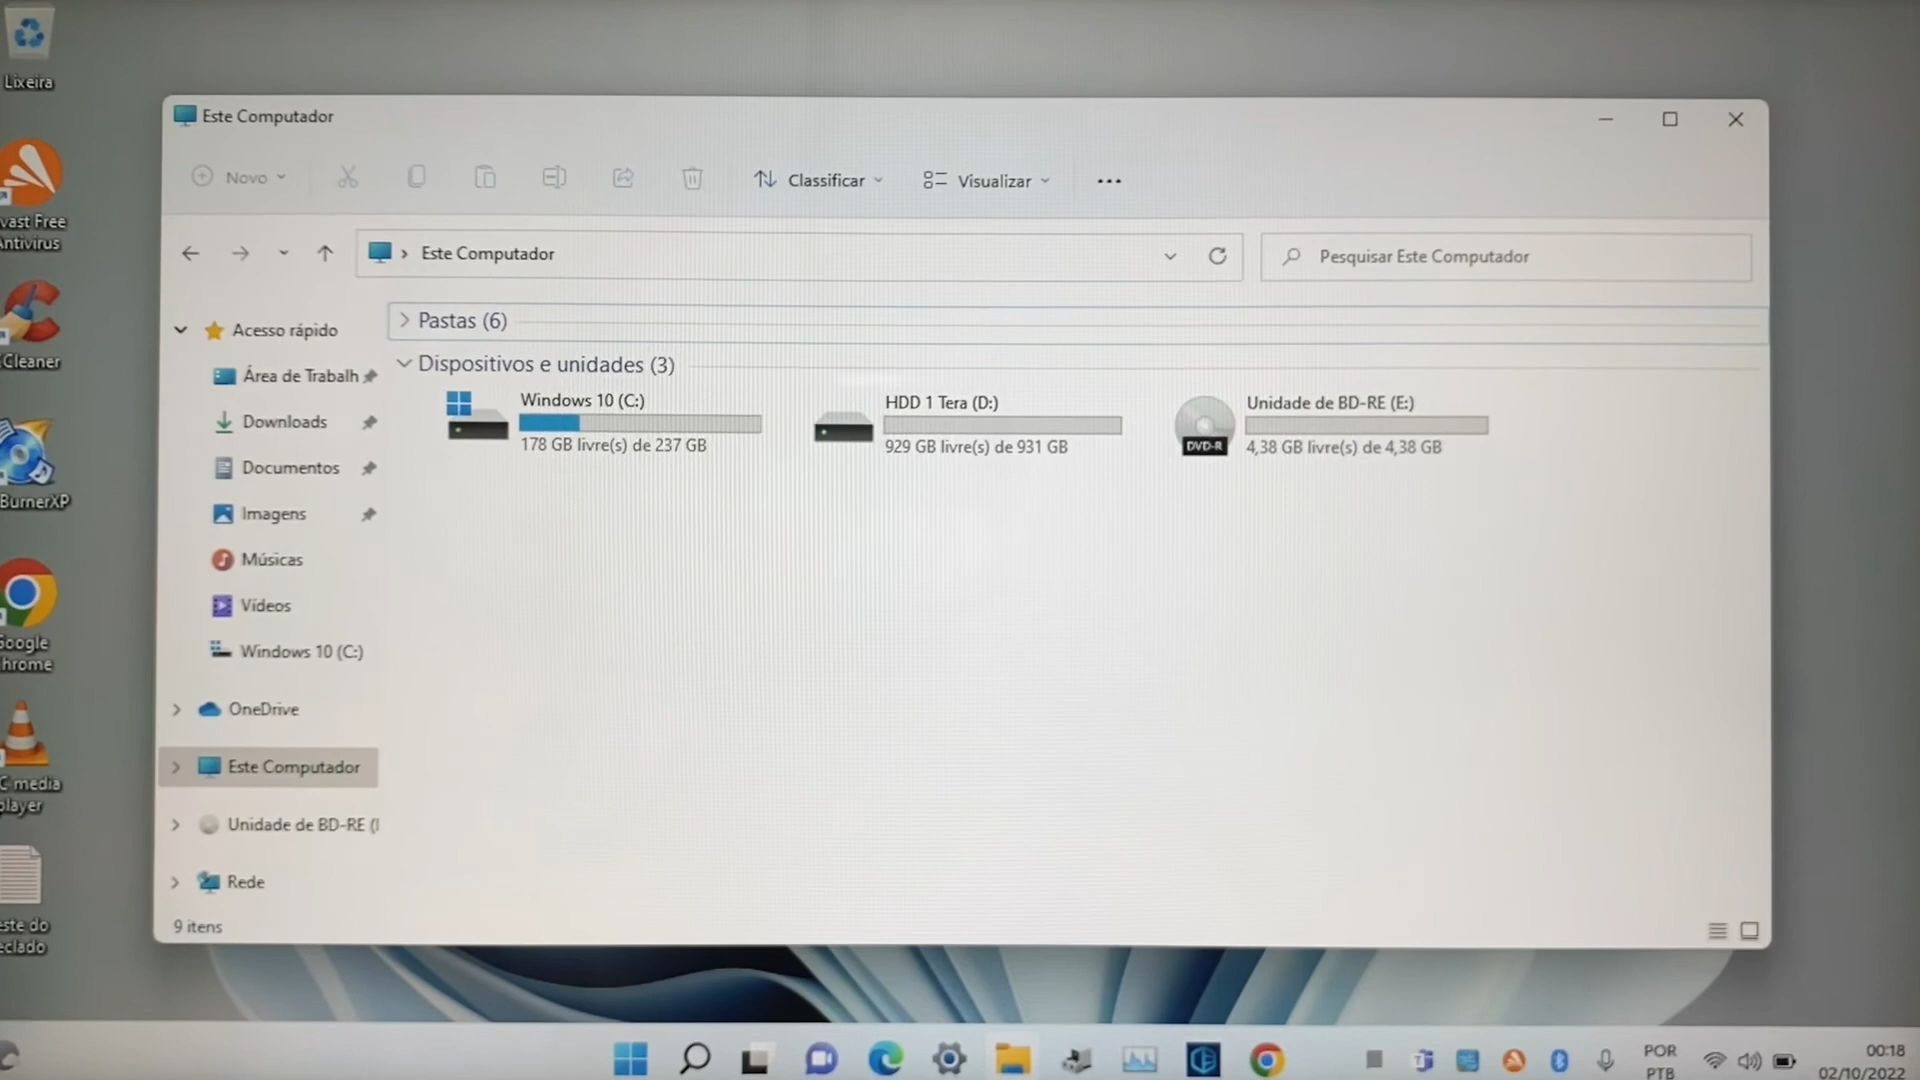 Lixeira
vast Free
Antivirus
CCleaner
BurnerXP
Google
Chrome
C media
player
este do
eclado
Este Computador
Novo
Classificar
Visualizar
Este Computador
Pesquisar Este Computador
Acesso rápido
Área de Trabalh
Downloads
Documentos
Imagens
Músicas
Vídeos
Windows 10 (C:)
OneDrive
Este Computador
Unidade de BD-RE (
Rede
9 itens
Pastas (6)
Dispositivos e unidades (3)
Windows 10 (C:)
178 GB livre(s) de 237 GB
HDD 1 Tera (D:)
929 GB livre(s) de 931 GB
DVD-R
Unidade de BD-RE (E:)
4,38 GB livre(s) de 4,38 GB
POR
PTB
00:18
02/10/2022